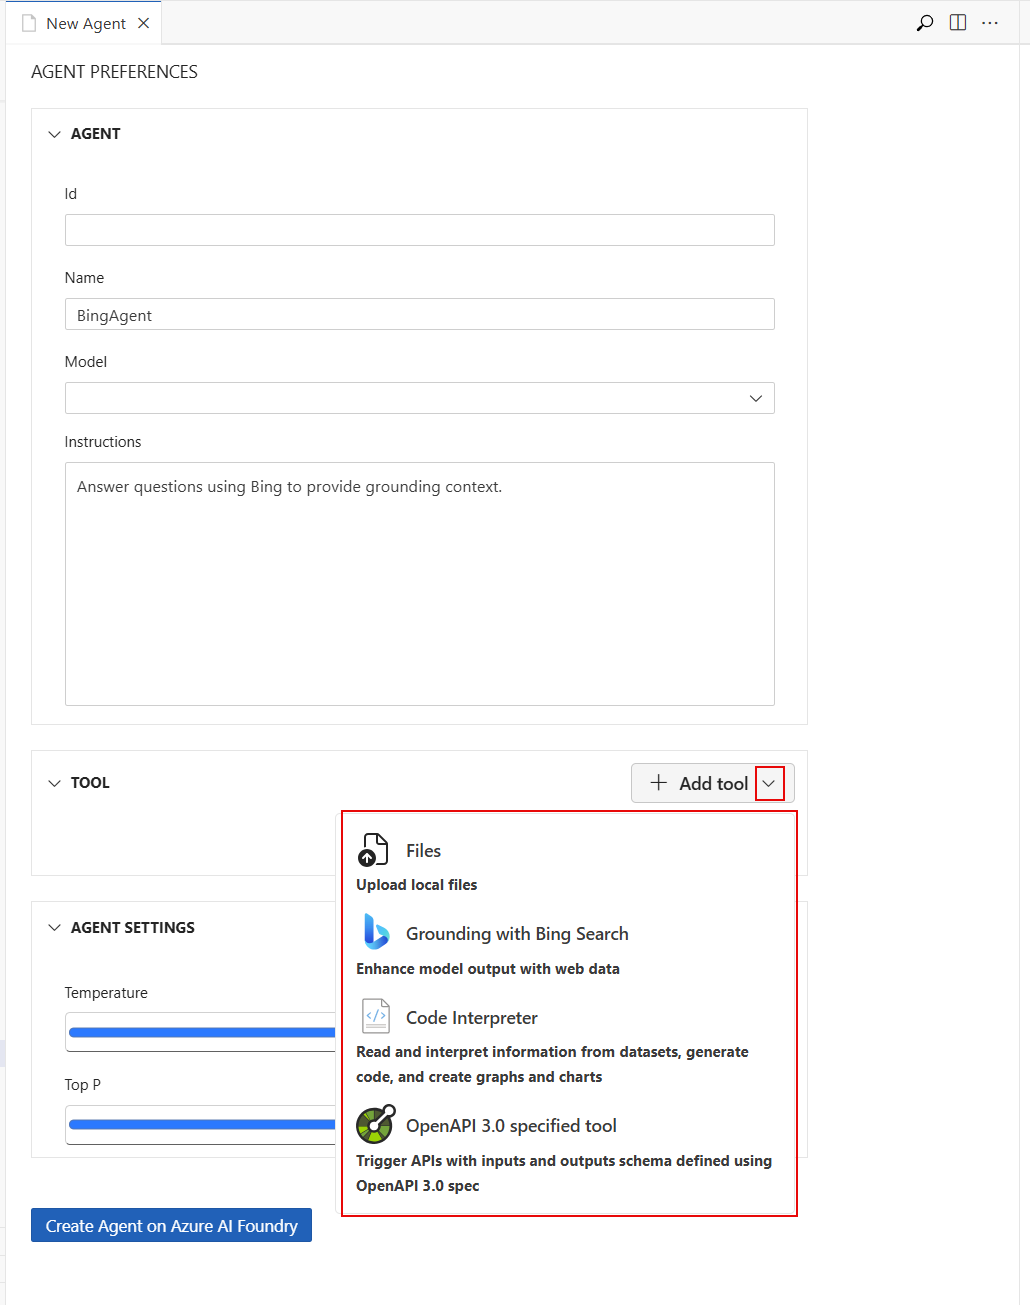 New Agent
AGENT PREFERENCES
AGENT
Id
Name
BingAgent
Model
Instructions
Answer questions using Bing to provide grounding context.
TOOL
Add tool
Files
Upload local files
Grounding with Bing Search
Enhance model output with web data
Code Interpreter
Read and interpret information from datasets, generate
code, and create graphs and charts
OpenAPI 3.0 specified tool
Trigger APIs with inputs and outputs schema defined using
OpenAPI 3.0 spec
AGENT SETTINGS
Temperature
Top P
Create Agent on Azure AI Foundry